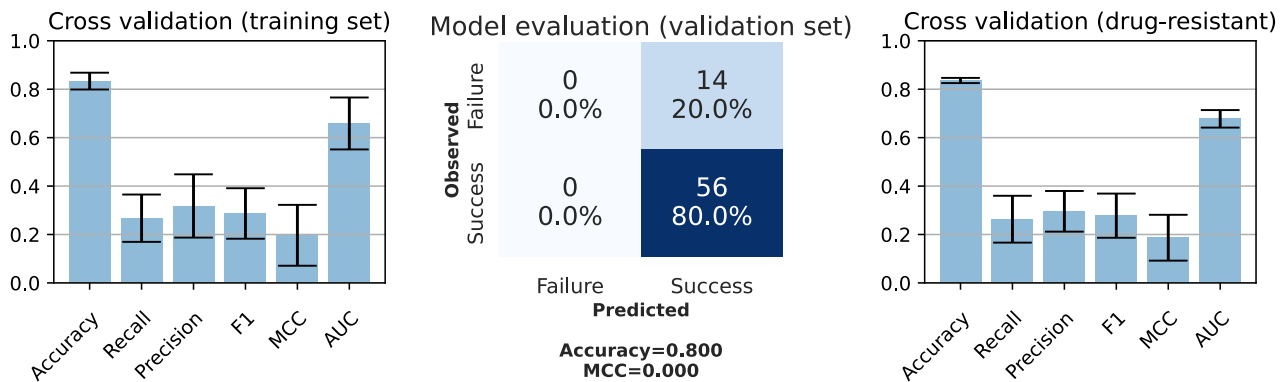 Cross validation (training set)
1.0
0.8
0.6
0.4
0.2
0.0
Accuracy
Recall
Precision
F1
MCC
AUC
Model evaluation (validation set)
Observed
Failure
Success
0
0.0%
14
20.0%
0
0.0%
56
80.0%
Failure
Success
Predicted
Accuracy=0.800
MCC=0.000
Cross validation (drug-resistant)
1.0
0.8
0.6
0.4
0.2
0.0
Accuracy
Recall
Precision
F1
MCC
AUC